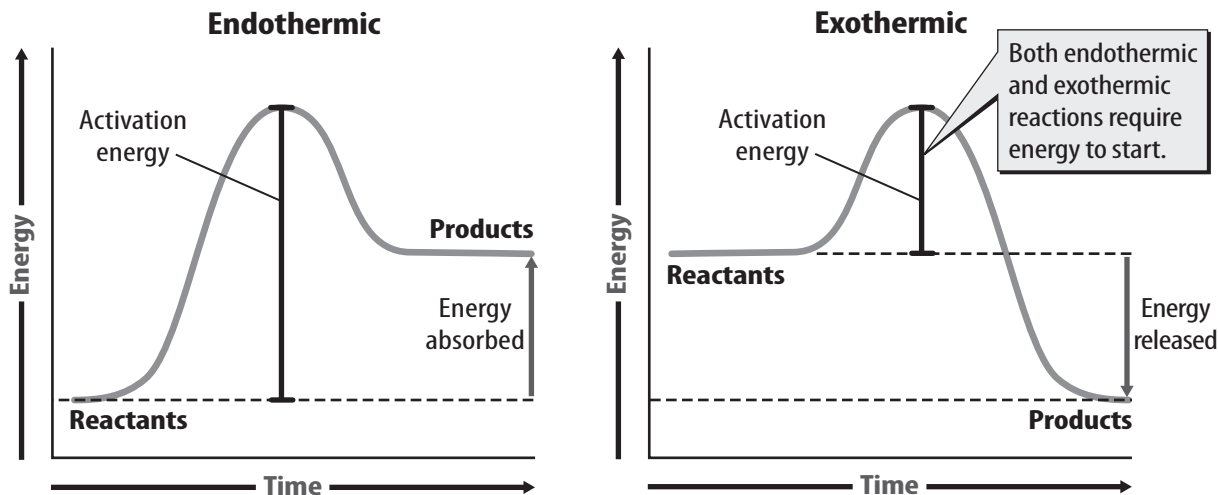 Endothermic
Energy
Activation
energy
Products
Energy
absorbed
Reactants
Time
Exothermic
Both endothermic
and exothermic
reactions require
energy to start.
Energy
Activation
energy
Reactants
Energy
released
Products
Time